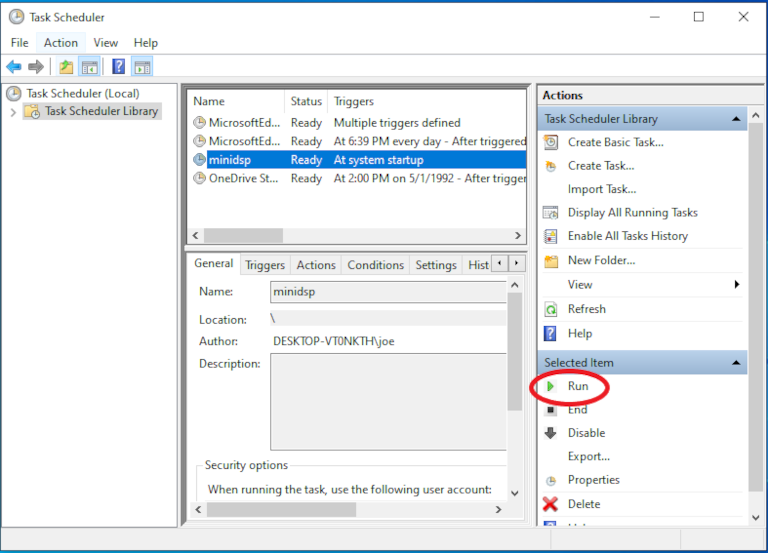 Task Scheduler
File Action View Help
Task Scheduler (Local)
Task Scheduler Library
Name Status Triggers
MicrosoftEd... Ready Multiple triggers defined
MicrosoftEd... Ready At 6:39 PM every day - After triggered
minidsp Ready At system startup
OneDrive St... Ready At 2:00 PM on 5/1/1992 - After trigger
General Triggers Actions Conditions Settings Hist
Name: minidsp
Location: \
Author: DESKTOP-VT0NKTH\joe
Description:
Security options
When running the task, use the following user account:
Actions
Task Scheduler Library
Create Basic Task...
Create Task...
Import Task...
Display All Running Tasks
Enable All Tasks History
New Folder...
View
Refresh
Help
Selected Item
Run
End
Disable
Export...
Properties
Delete